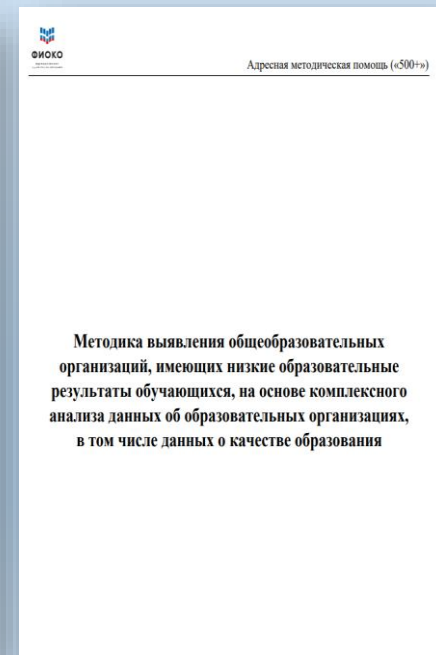 ФИОКО
Адресная методическая помощь («500+»)
Методика выявления общеобразовательных
организаций, имеющих низкие образовательные
результаты обучающихся, на основе комплексного
анализа данных об образовательных организациях,
в том числе данных о качестве образования